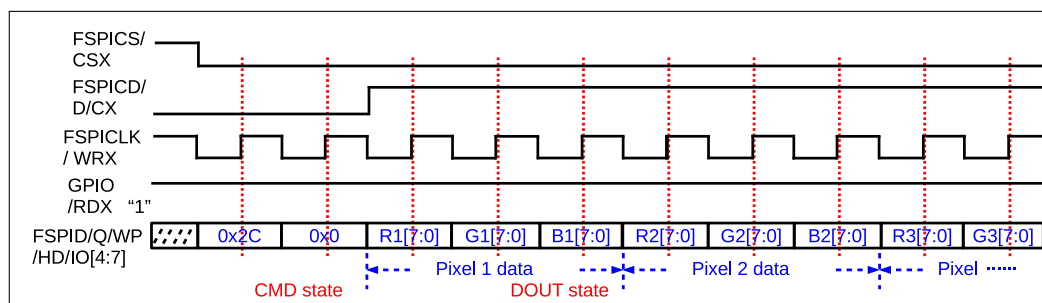 FSPICS/
CSX
FSPICD/
D/CX
FSPICLK
/ WRX
GPIO
/RDX “1”
FSPID/Q/WP
/HD/IO[4:7]
0x2C 0x0 R1[7:0] G1[7:0] B1[7:0] R2[7:0] G2[7:0] B2[7:0] R3[7:0] G3[7:0]
Pixel 1 data Pixel 2 data Pixel ······
CMD state DOUT state